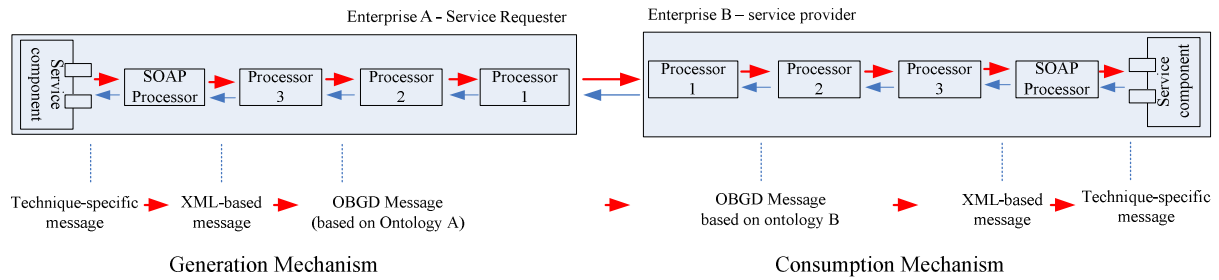 Enterprise A - Service Requester
Enterprise B – service provider
Service
component
SOAP
Processor
Processor
3
Processor
2
Processor
1
Processor
1
Processor
2
Processor
3
SOAP
Processor
Service
component
Technique-specific
message
XML-based
message
OBGD Message
(based on Ontology A)
OBGD Message
based on ontology B
XML-based
message
Technique-specific
message
Generation Mechanism
Consumption Mechanism